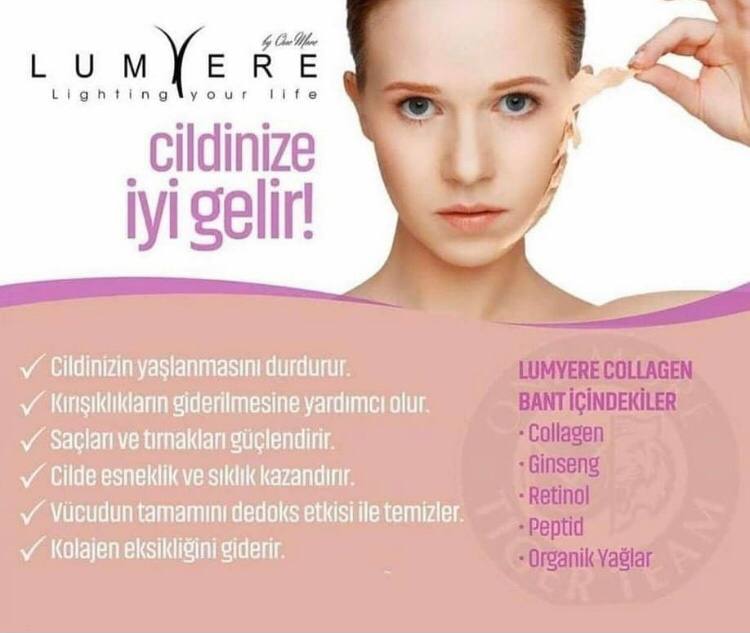 by One More
LUMYERE
Lighting your life
cildinize
iyi gelir!
✓ Cildinizin yaşlanmasını durdurur.
✓ Kırışıklıkların giderilmesine yardımcı olur.
✓ Saçları ve tırnakları güçlendirir.
✓ Cilde esneklik ve sıklık kazandırır.
✓ Vücudun tamamını dedoks etkisi ile temizler.
✓ Kolajen eksikliğini giderir.
LUMYERE COLLAGEN
BANT İÇİNDEKİLER
• Collagen
• Ginseng
• Retinol
• Peptid
• Organik Yağlar
TIGER TEAM